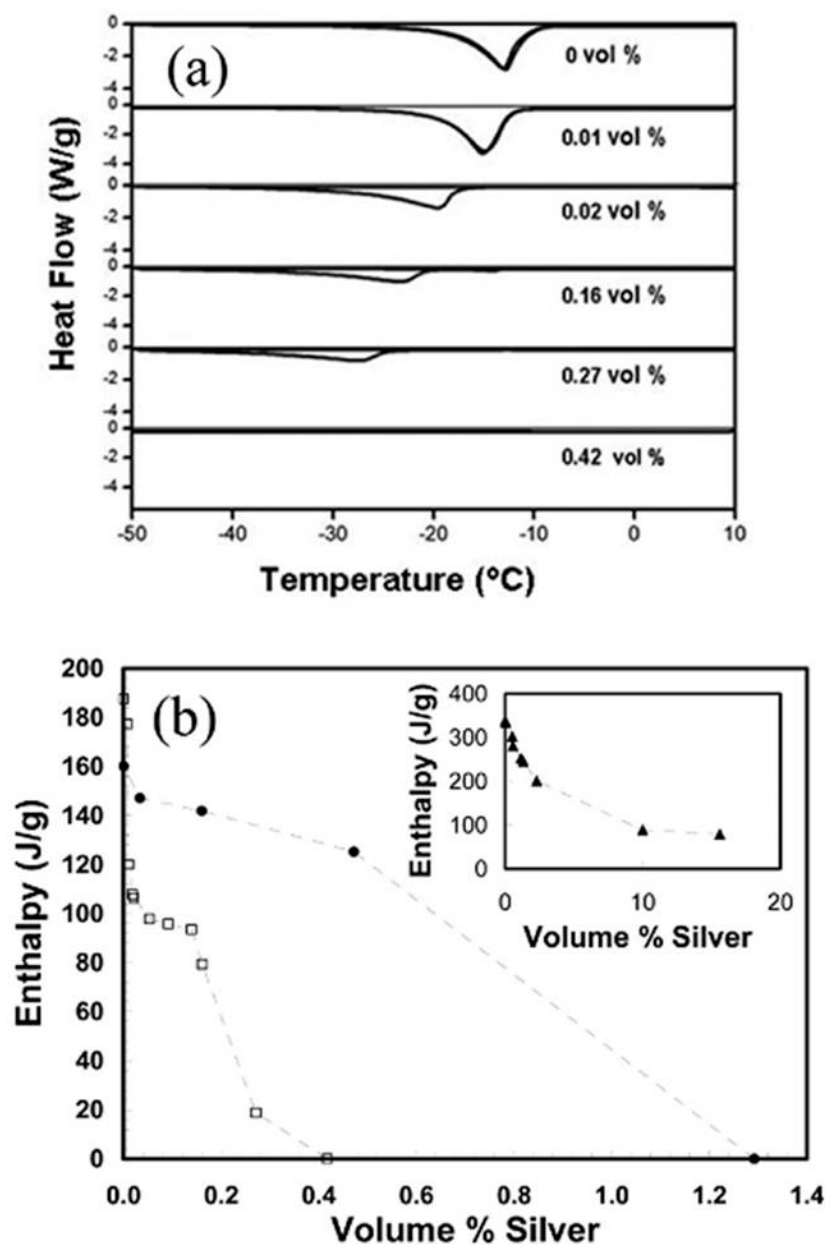 (a)
0
-2
-4
0 vol %
0
-2
-4
0.01 vol %
0
-2
-4
0.02 vol %
0
-2
-4
0.16 vol %
0
-2
-4
0.27 vol %
0
-2
-4
0.42 vol %
Heat Flow (W/g)
-50 -40 -30 -20 -10 0 10
Temperature (°C)
(b)
200
180
160
140
120
100
80
60
40
20
0
Enthalpy (J/g)
0.0 0.2 0.4 0.6 0.8 1.0 1.2 1.4
Volume % Silver
400
300
200
100
0
Enthalpy (J/g)
0 10 20
Volume % Silver